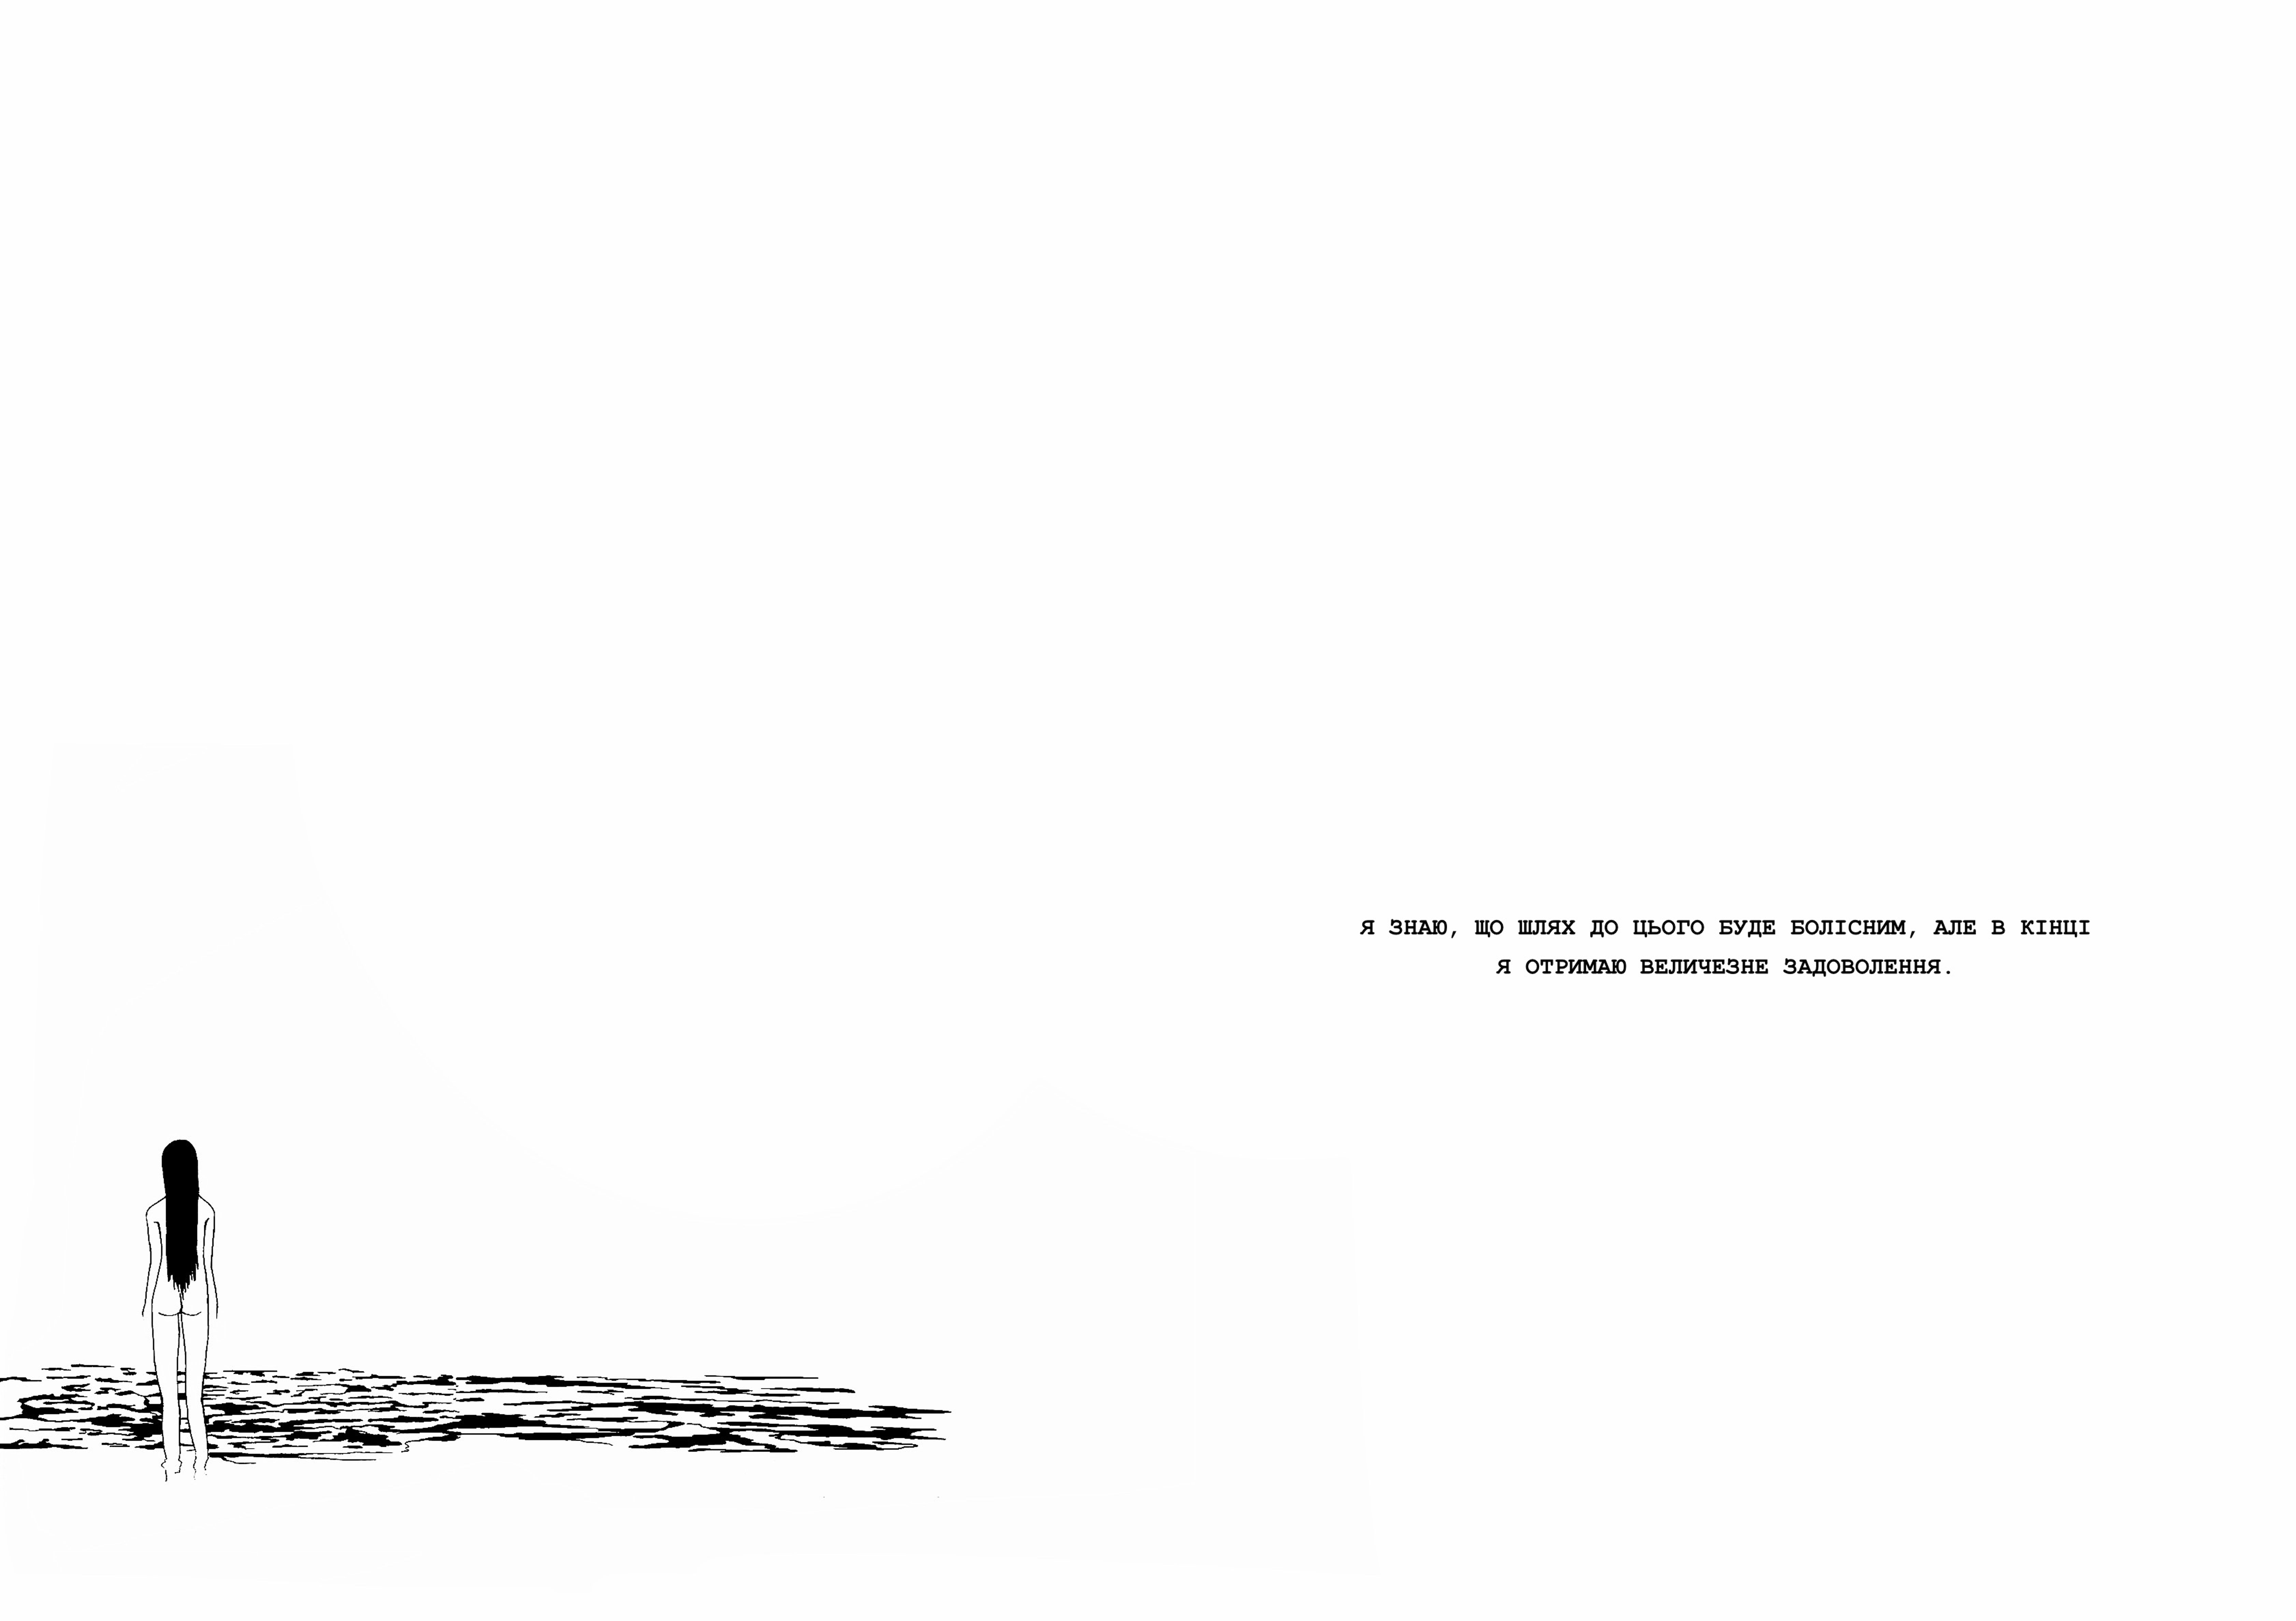 Я ЗНАЮ, ЩО ШЛЯХ ДО ЦЬОГО БУДЕ БОЛІСНИМ, АЛЕ В КІНЦІ
Я ОТРИМАЮ ВЕЛИЧЕЗНЕ ЗАДОВОЛЕННЯ.